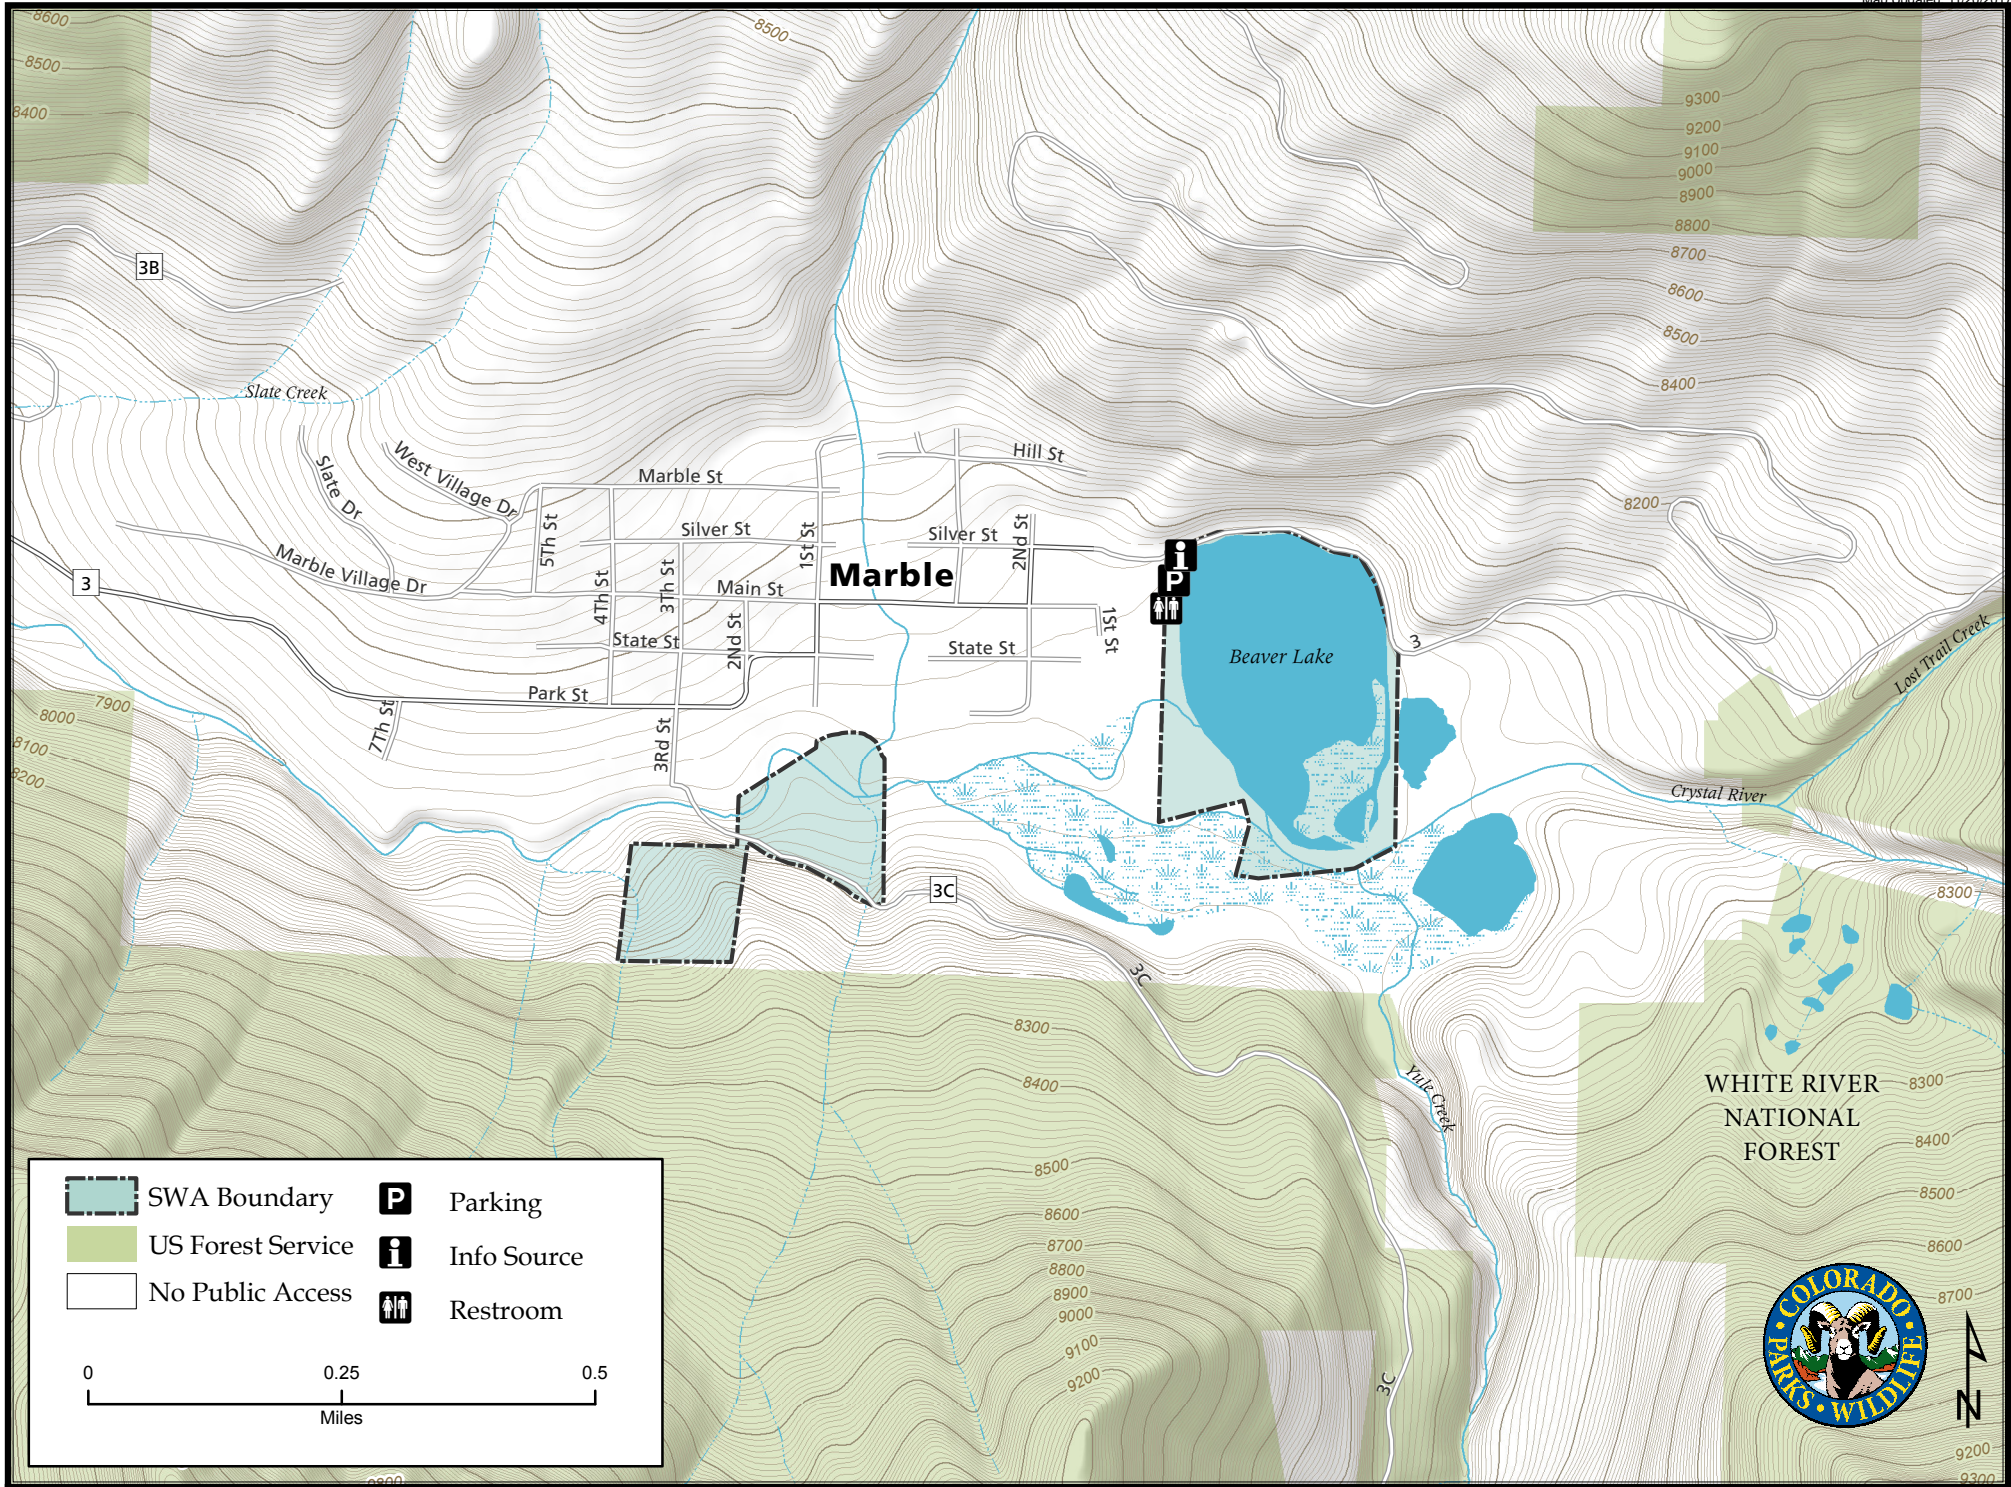 8600
8500
8500
8400
9300
9200
9100
9000
8900
8800
8700
8600
8500
8400
8200
3B
Slate Creek
Slate Dr
West Village Dr
Marble St
Hill St
5Th St
Silver St
1St St
Silver St
2Nd St
Marble Village Dr
3
4Th St
3Th St
Main St
Marble
2Nd St
State St
State St
1St St
Park St
7Th St
3Rd St
Beaver Lake
3
Lost Trail Creek
Crystal River
7900
8000
8100
8200
3C
3C
8300
8300
8400
8500
8600
8700
8800
8900
9000
9100
9200
Yule Creek
WHITE RIVER
NATIONAL
FOREST
8300
8400
8500
8600
8700
9200
9300
3C
SWA Boundary
US Forest Service
No Public Access
Parking
Info Source
Restroom
P
i
P
i
0
0.25
0.5
Miles
COLORADO
PARKS • WILDLIFE
N
9800